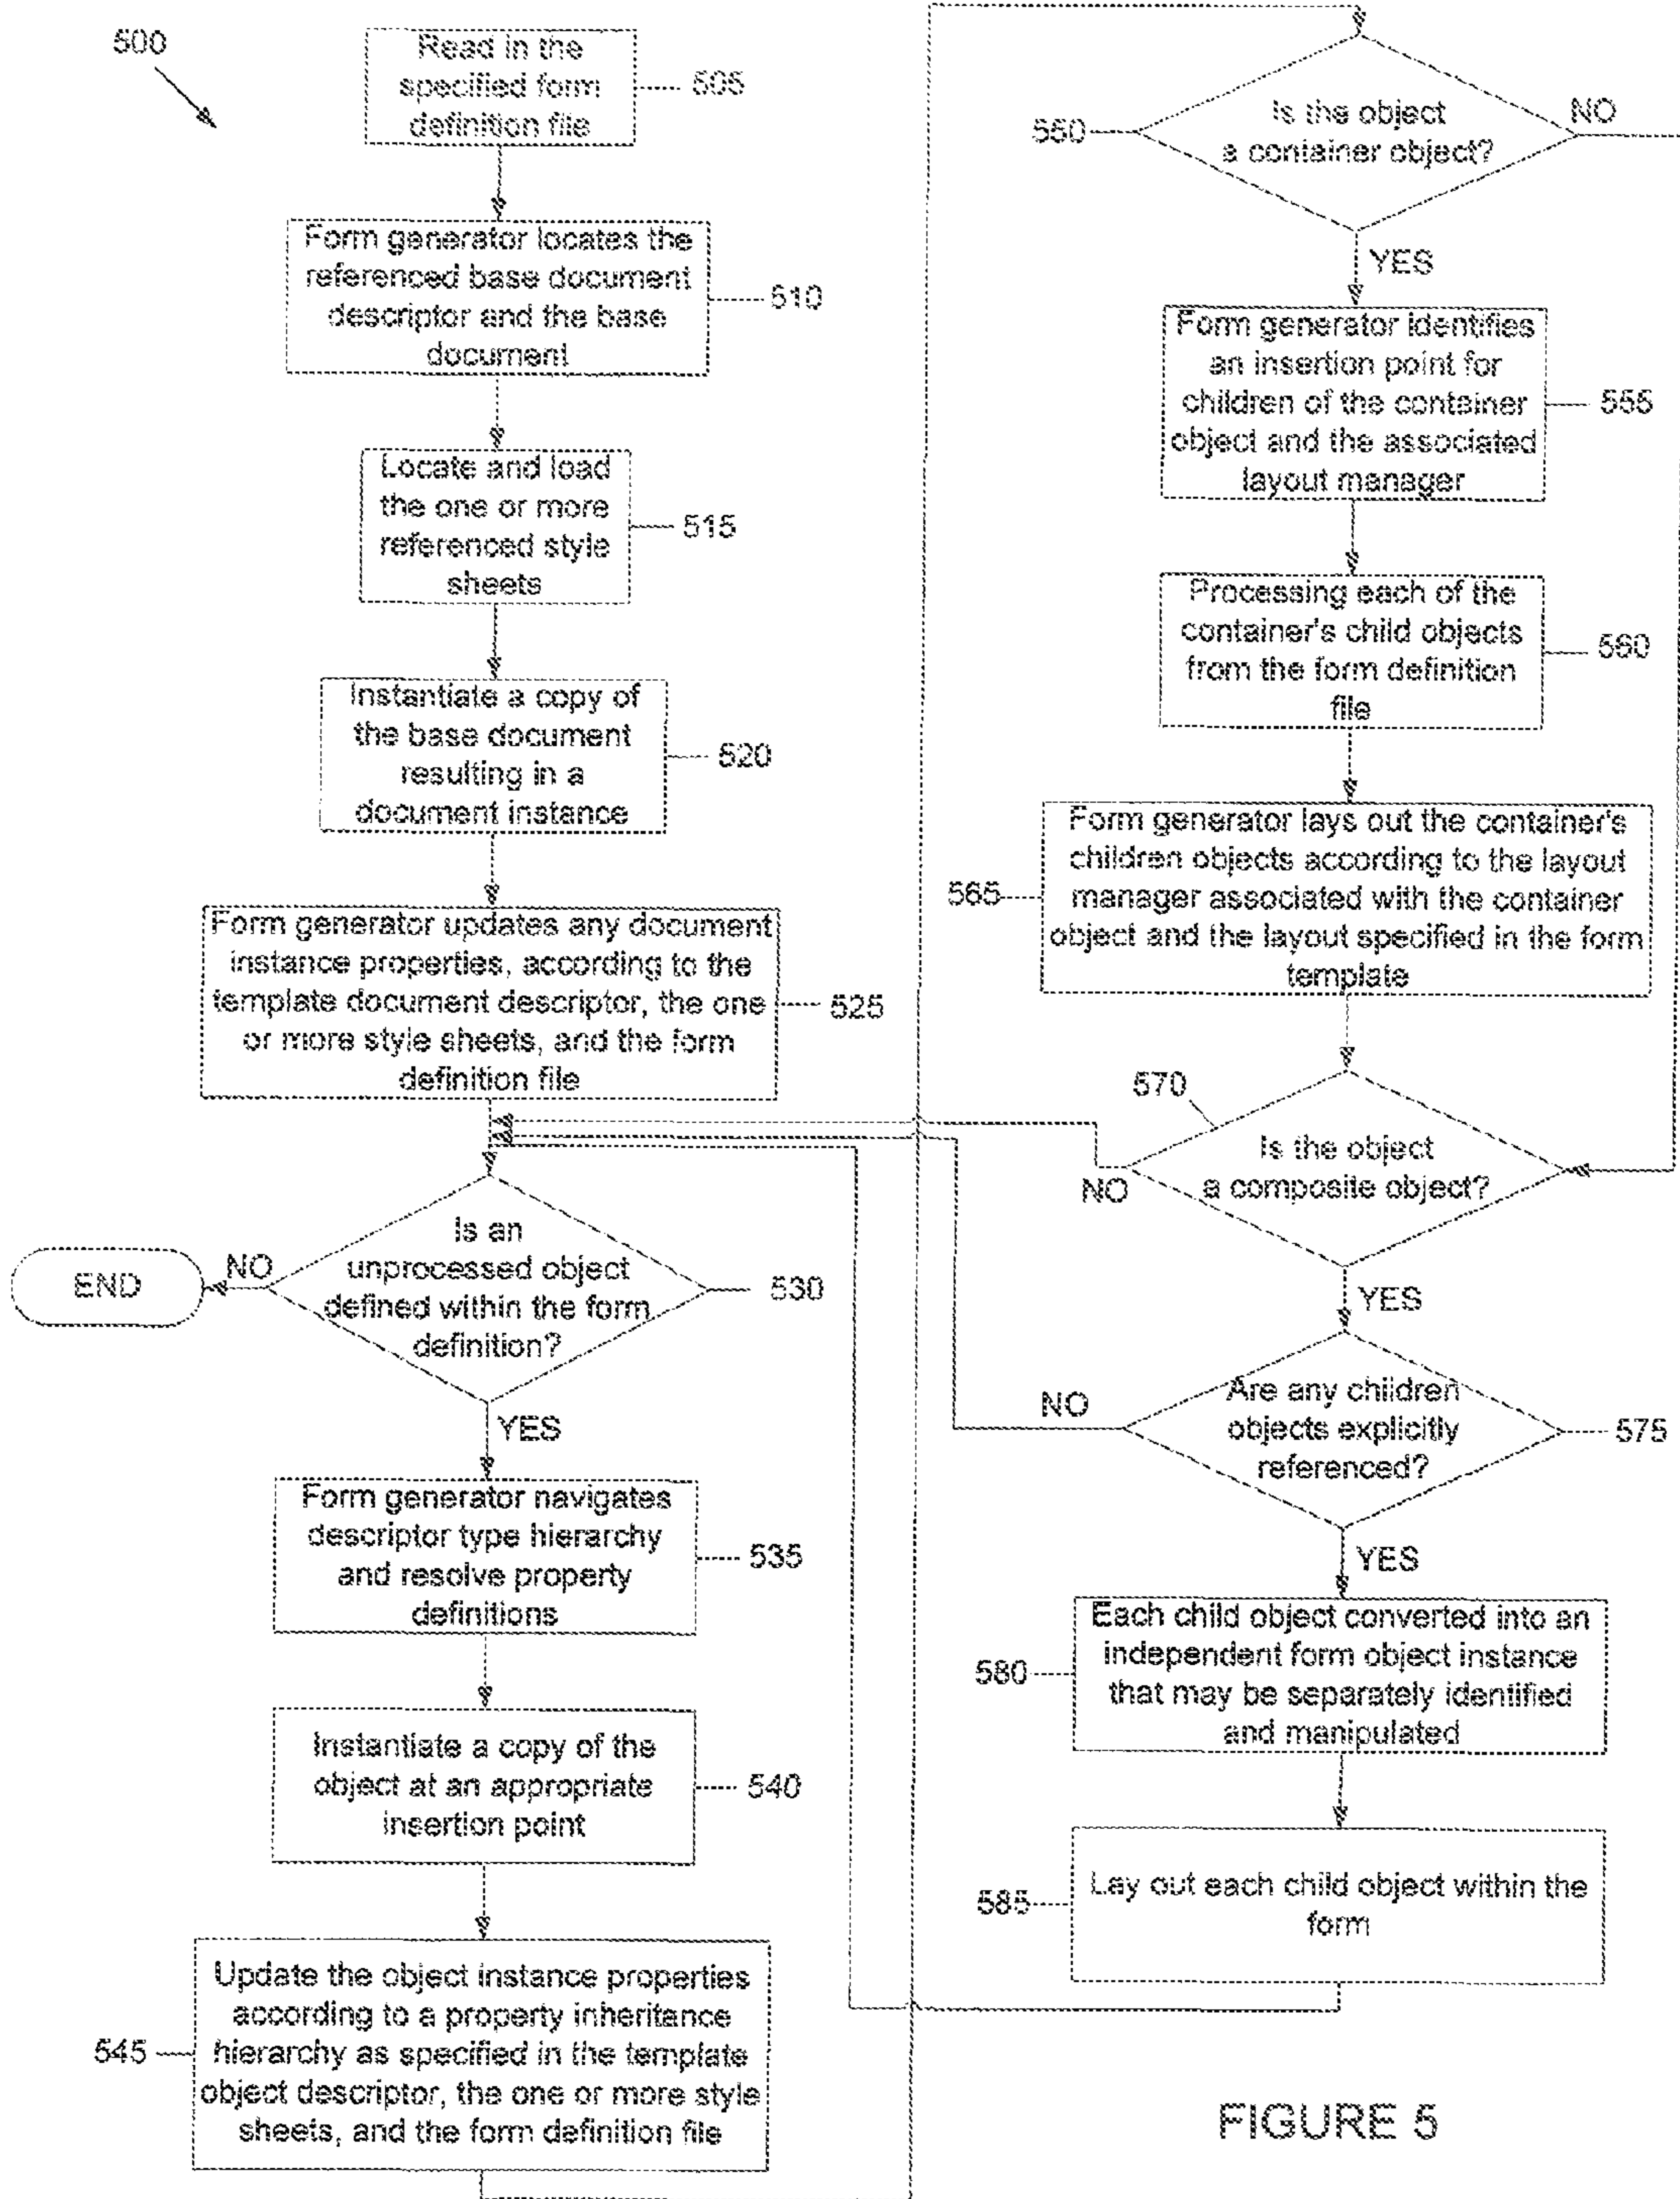 500
Read in the
specified form
definition file
505
Form generator locates the
referenced base document
descriptor and the base
document
510
Locate and load
the one or more
referenced style
sheets
515
Instantiate a copy of
the base document
resulting in a
document instance
520
Form generator updates any document
instance properties, according to the
template document descriptor, the one
or more style sheets, and the form
definition file
525
Is an
unprocessed object
defined within the form
definition?
530
NO
END
YES
Form generator navigates
descriptor type hierarchy
and resolve property
definitions
535
Instantiate a copy of the
object at an appropriate
insertion point
540
Update the object instance properties
according to a property inheritance
hierarchy as specified in the template
object descriptor, the one or more style
sheets, and the form definition file
545
Is the object
a container object?
550
NO
YES
Form generator identifies
an insertion point for
children of the container
object and the associated
layout manager
555
Processing each of the
container's child objects
from the form definition
file
560
Form generator lays out the container's
children objects according to the layout
manager associated with the container
object and the layout specified in the form
template
565
570
Is the object
a composite object?
NO
YES
Are any children
objects explicitly
referenced?
575
NO
YES
Each child object converted into an
independent form object instance
that may be separately identified
and manipulated
580
Lay out each child object within the
form
585
FIGURE 5